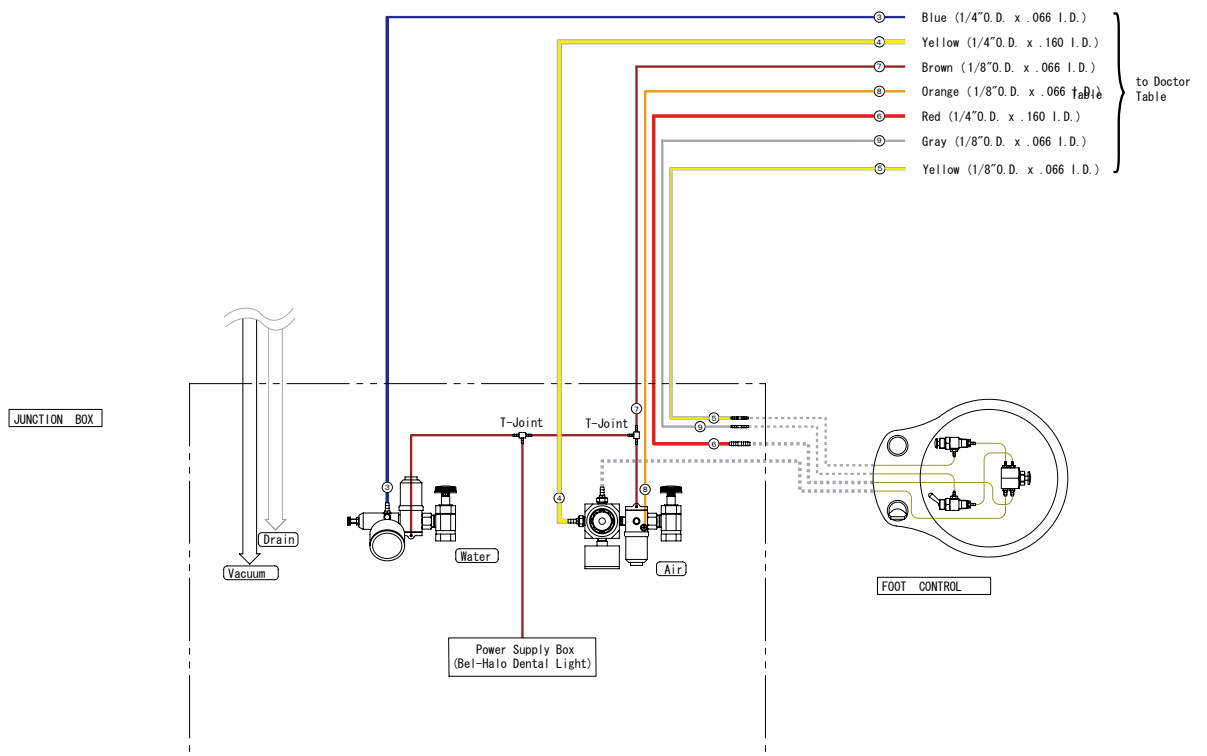 ③ Blue (1/4"O.D. x .066 I.D.)
④ Yellow (1/4"O.D. x .160 I.D.)
⑦ Brown (1/8"O.D. x .066 I.D.)
⑧ Orange (1/8"O.D. x .066 I.D.)
Table
⑥ Red (1/4"O.D. x .160 I.D.)
⑨ Gray (1/8"O.D. x .066 I.D.)
⑤ Yellow (1/8"O.D. x .066 I.D.)
to Doctor
Table
JUNCTION BOX
T-Joint
T-Joint
⑦
⑤
⑨
⑥
③
④
⑧
Drain
Vacuum
Water
Air
FOOT CONTROL
Power Supply Box
(Bel-Halo Dental Light)